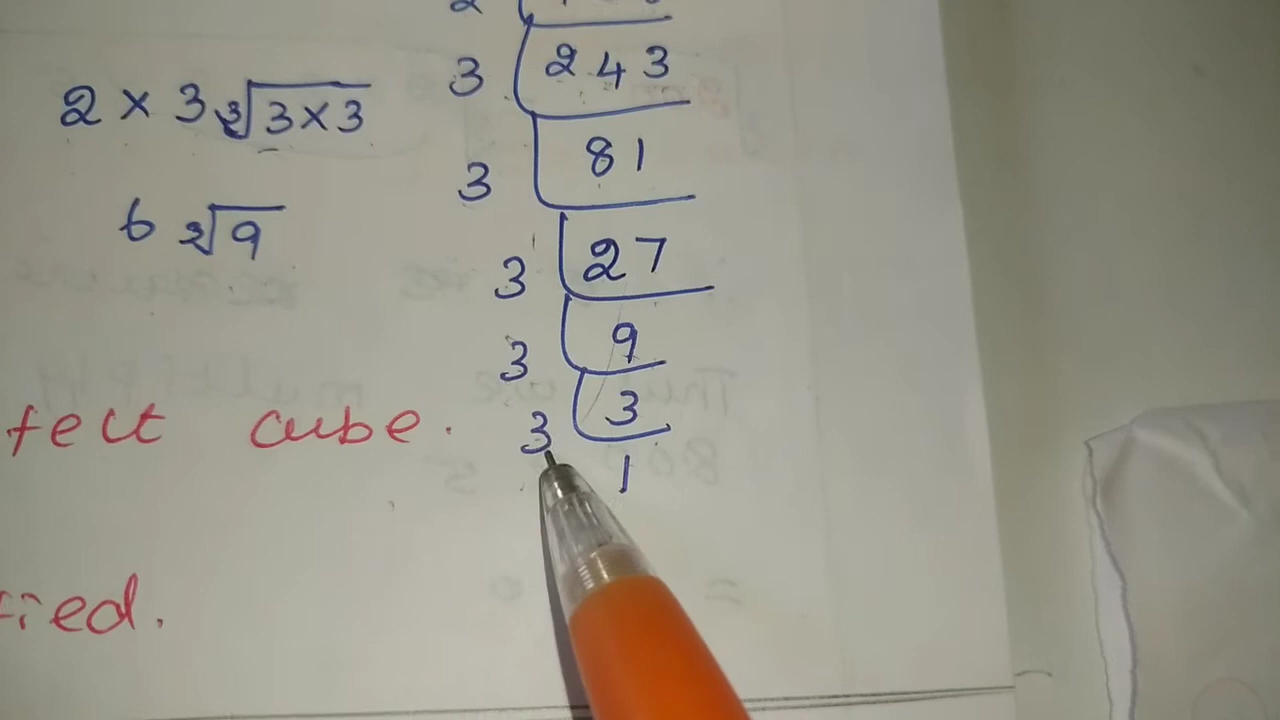 2 × 3 ∛3×3
6 ∛9
fect cube.
fied.
2
3 243
3 81
3 27
3 9
3 3
1